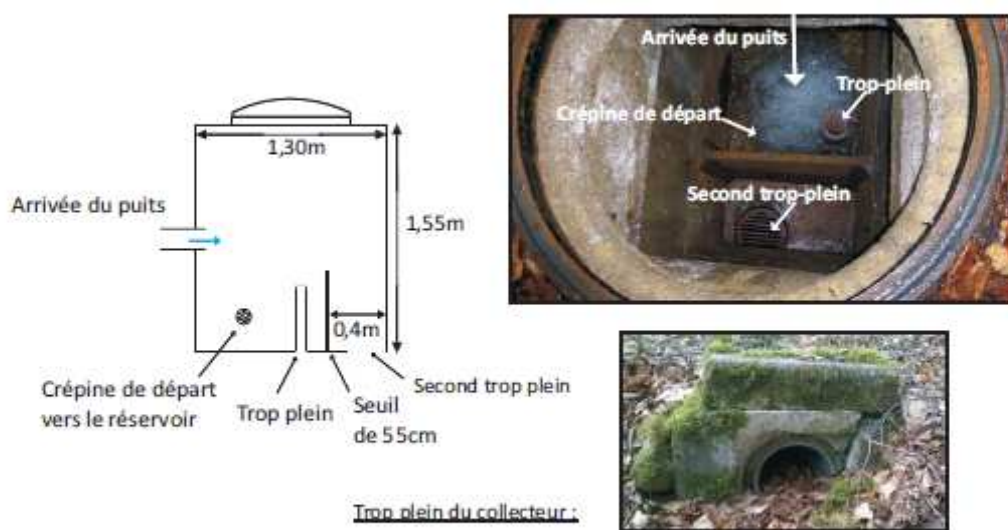 1,30m
Arrivée du puits
1,55m
0,4m
Crépine de départ
vers le réservoir
Trop plein
Seuil
de 55cm
Second trop plein
Arrivée du puits
Trop-plein
Crépine de départ
Second trop-plein
Trop plein du collecteur :